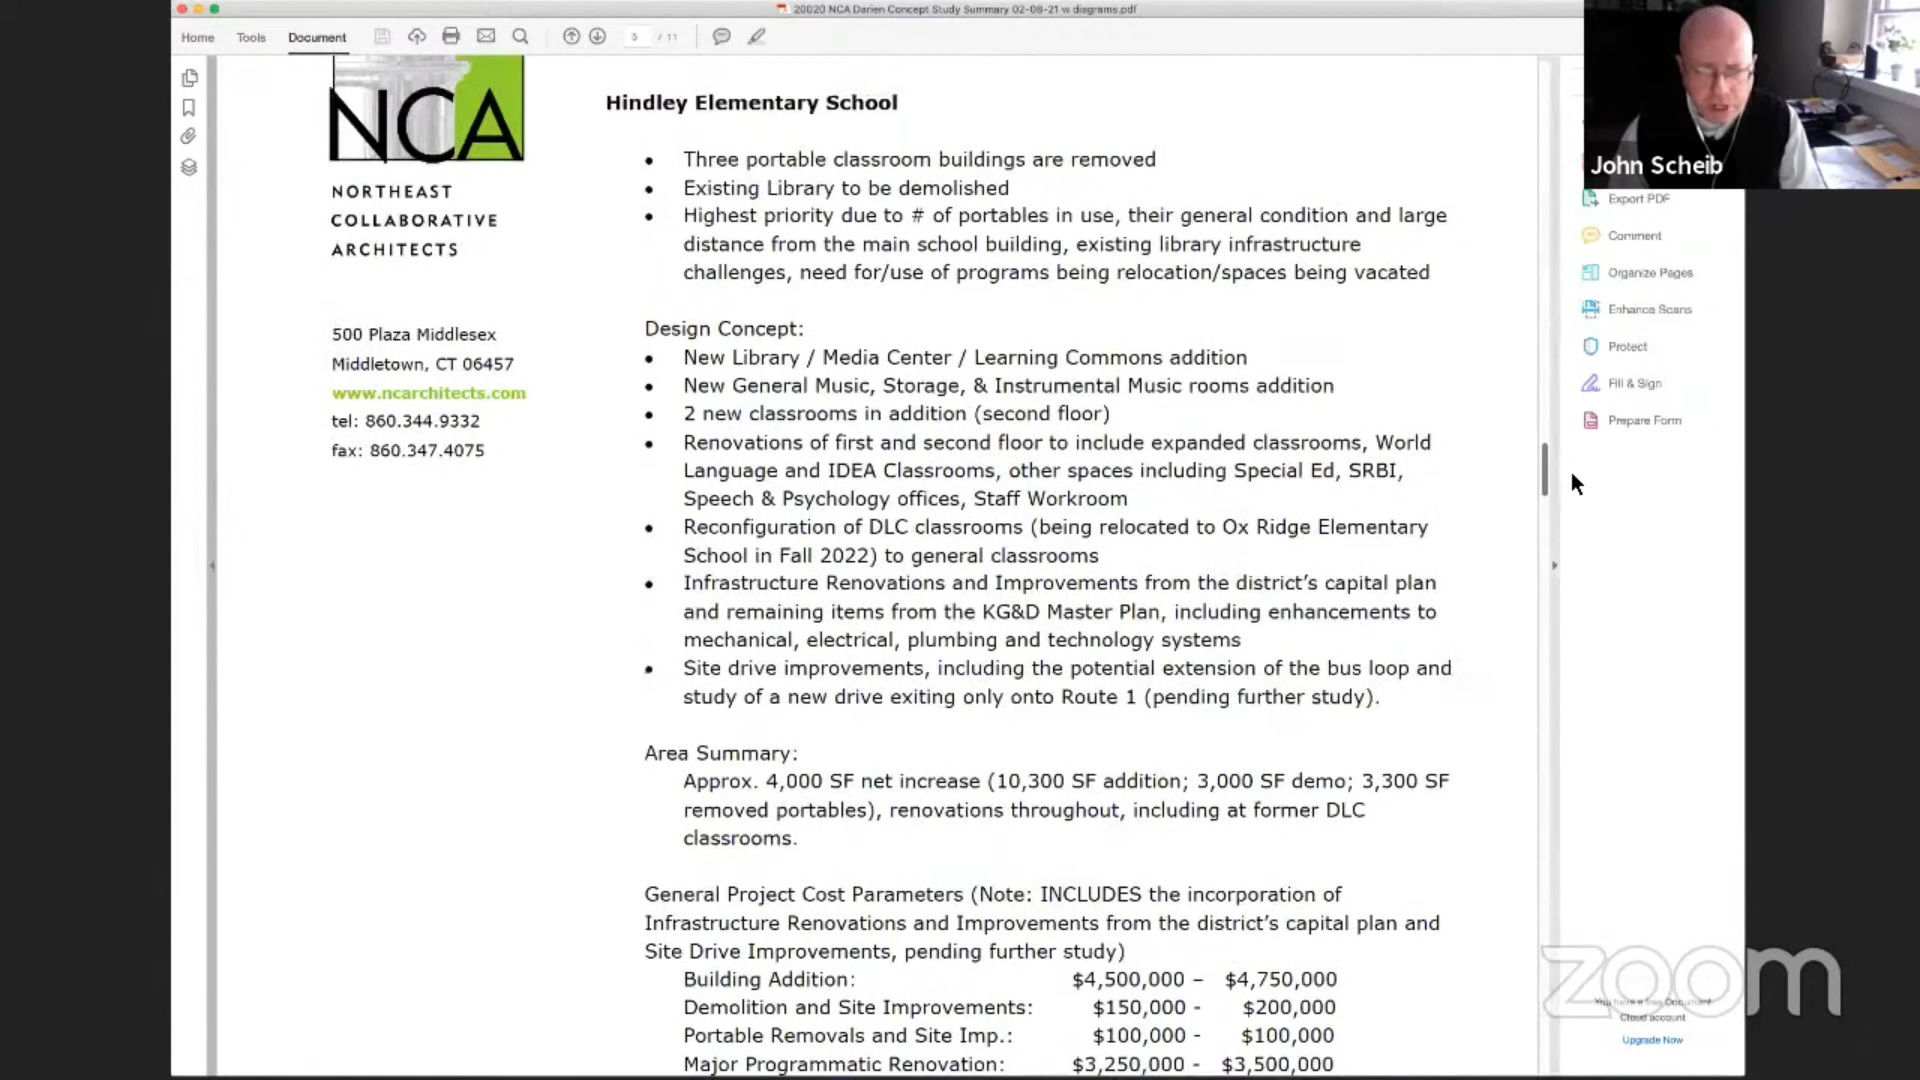 20020 NCA Darien Concept Study Summary 02-08-21 w diagrams.pdf
Home Tools Document
/ 11
NCA
NORTHEAST
COLLABORATIVE
ARCHITECTS
500 Plaza Middlesex
Middletown, CT 06457
www.ncarchitects.com
tel: 860.344.9332
fax: 860.347.4075
Hindley Elementary School
• Three portable classroom buildings are removed
• Existing Library to be demolished
• Highest priority due to # of portables in use, their general condition and large
distance from the main school building, existing library infrastructure
challenges, need for/use of programs being relocation/spaces being vacated
Design Concept:
• New Library / Media Center / Learning Commons addition
• New General Music, Storage, & Instrumental Music rooms addition
• 2 new classrooms in addition (second floor)
• Renovations of first and second floor to include expanded classrooms, World
Language and IDEA Classrooms, other spaces including Special Ed, SRBI,
Speech & Psychology offices, Staff Workroom
• Reconfiguration of DLC classrooms (being relocated to Ox Ridge Elementary
School in Fall 2022) to general classrooms
• Infrastructure Renovations and Improvements from the district's capital plan
and remaining items from the KG&D Master Plan, including enhancements to
mechanical, electrical, plumbing and technology systems
• Site drive improvements, including the potential extension of the bus loop and
study of a new drive exiting only onto Route 1 (pending further study).
Area Summary:
Approx. 4,000 SF net increase (10,300 SF addition; 3,000 SF demo; 3,300 SF
removed portables), renovations throughout, including at former DLC
classrooms.
General Project Cost Parameters (Note: INCLUDES the incorporation of
Infrastructure Renovations and Improvements from the district's capital plan and
Site Drive Improvements, pending further study)
Building Addition: $4,500,000 – $4,750,000
Demolition and Site Improvements: $150,000 - $200,000
Portable Removals and Site Imp.: $100,000 - $100,000
Major Programmatic Renovation: $3,250,000 - $3,500,000
John Scheib
Export PDF
Comment
Organize Pages
Enhance Scans
Protect
Fill & Sign
Prepare Form
zoom
You have a free Document
Cloud account
Upgrade Now